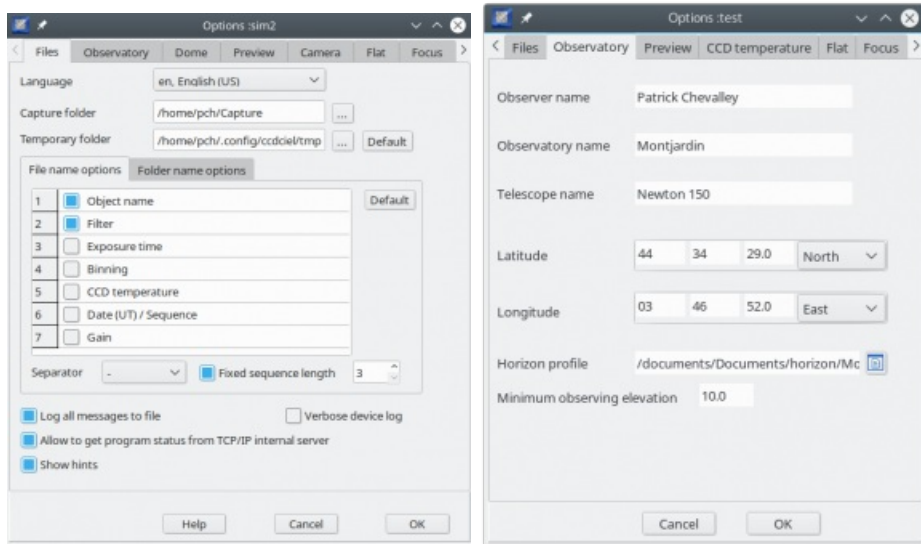 Options :sim2
Files Observatory Dome Preview Camera Flat Focus
Language en, English (US)
Capture folder /home/pch/Capture ...
Temporary folder /home/pch/.config/ccdciel/tmp ... Default
File name options Folder name options
1 Object name Default
2 Filter
3 Exposure time
4 Binning
5 CCD temperature
6 Date (UT) / Sequence
7 Gain
Separator - Fixed sequence length 3
Log all messages to file Verbose device log
Allow to get program status from TCP/IP internal server
Show hints
Help Cancel OK
Options :test
Files Observatory Preview CCD temperature Flat Focus
Observer name Patrick Chevalley
Observatory name Montjardin
Telescope name Newton 150
Latitude 44 34 29.0 North
Longitude 03 46 52.0 East
Horizon profile /documents/Documents/horizon/Mc
Minimum observing elevation 10.0
Cancel OK